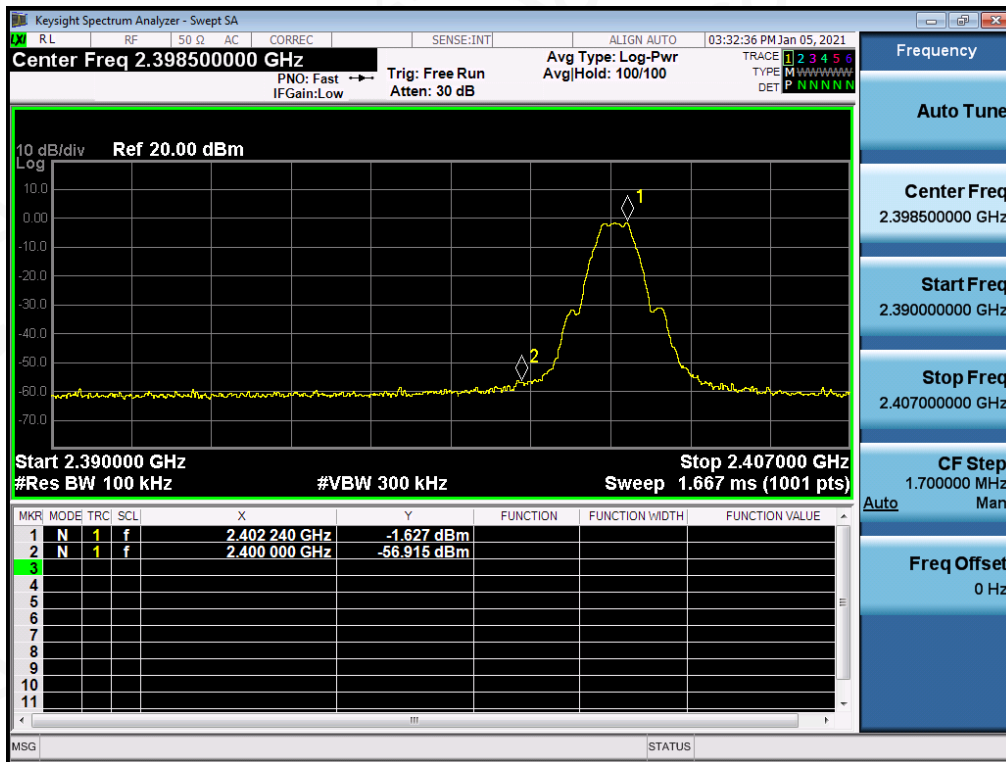 Keysight Spectrum Analyzer - Swept SA
LXI RL RF 50 Ω AC CORREC SENSE:INT ALIGN AUTO 03:32:36 PM Jan 05, 2021
Center Freq 2.398500000 GHz
PNO: Fast
IFGain:Low
Trig: Free Run
Atten: 30 dB
Avg Type: Log-Pwr
Avg|Hold: 100/100
TRACE 1 2 3 4 5 6
TYPE M WWWWW
DET P N N N N N
10 dB/div Ref 20.00 dBm
Log
10.0
0.00
-10.0
-20.0
-30.0
-40.0
-50.0
-60.0
-70.0
1
2
Start 2.390000 GHz Stop 2.407000 GHz
#Res BW 100 kHz #VBW 300 kHz Sweep 1.667 ms (1001 pts)
MKR MODE TRC SCL X Y FUNCTION FUNCTION WIDTH FUNCTION VALUE
1 N 1 f 2.402 240 GHz -1.627 dBm
2 N 1 f 2.400 000 GHz -56.915 dBm
3
4
5
6
7
8
9
10
11
MSG STATUS
Frequency
Auto Tune
Center Freq
2.398500000 GHz
Start Freq
2.390000000 GHz
Stop Freq
2.407000000 GHz
CF Step
1.700000 MHz
Auto Man
Freq Offset
0 Hz